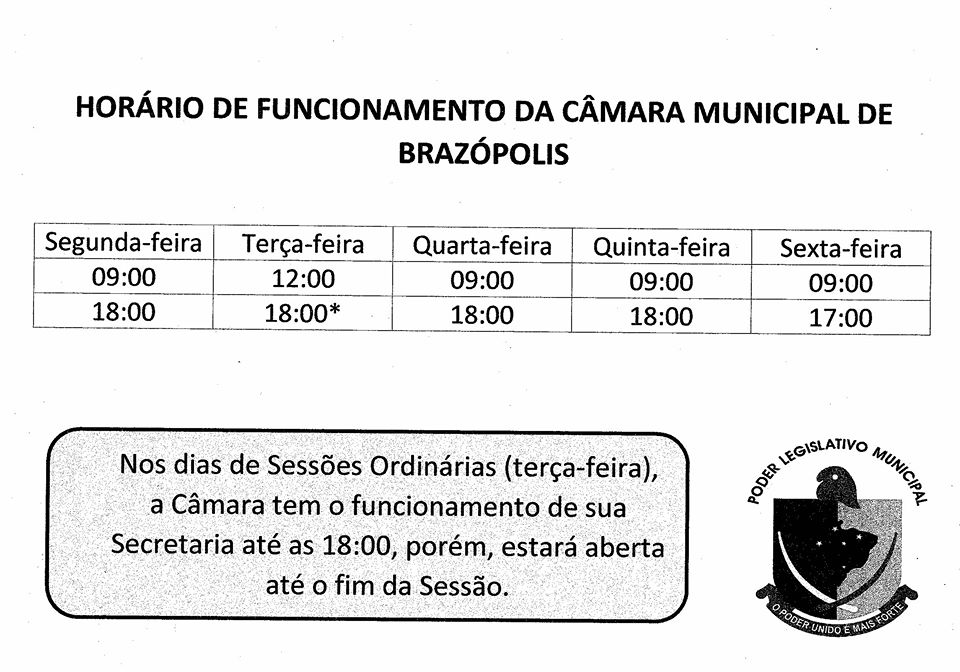 HORÁRIO DE FUNCIONAMENTO DA CÂMARA MUNICIPAL DE
BRAZÓPOLIS
Segunda-feira Terça-feira Quarta-feira Quinta-feira Sexta-feira
09:00 12:00 09:00 09:00 09:00
18:00 18:00* 18:00 18:00 17:00
Nos dias de Sessões Ordinárias (terça-feira),
a Câmara tem o funcionamento de sua
Secretaria até as 18:00, porém, estará aberta
até o fim da Sessão.
PODER LEGISLATIVO MUNICIPAL
O PODER UNIDO É MAIS FORTE